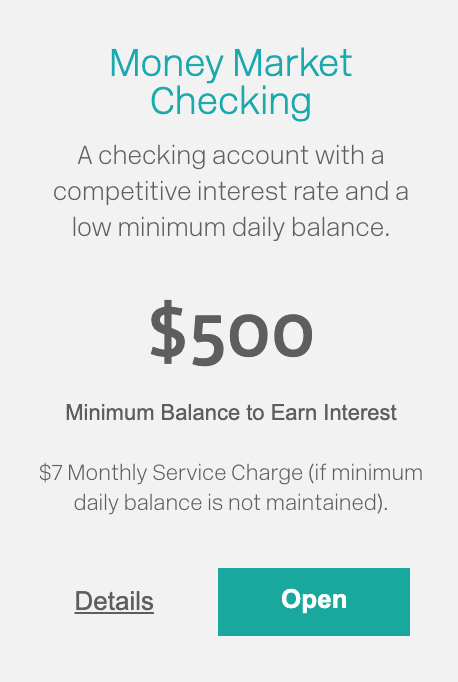 Money Market
Checking
A checking account with a
competitive interest rate and a
low minimum daily balance.
$500
Minimum Balance to Earn Interest
$7 Monthly Service Charge (if minimum
daily balance is not maintained).
Details
Open